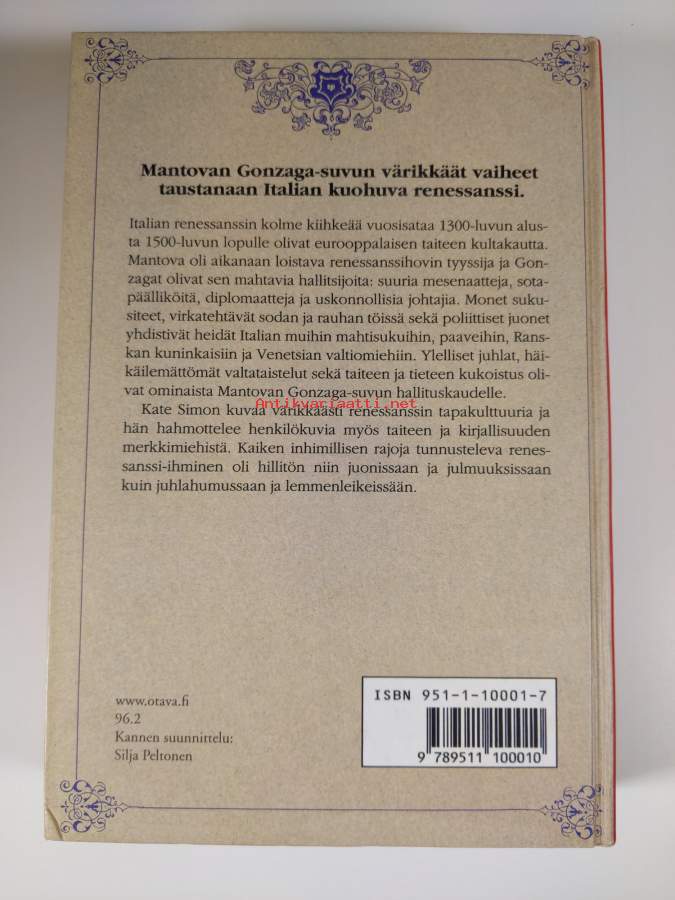 Mantovan Gonzaga-suvun värikkäät vaiheet
taustanaan Italian kuohuva renessanssi.
Italian renessanssin kolme kiihkeää vuosisataa 1300-luvun alus-
ta 1500-luvun lopulle olivat eurooppalaisen taiteen kultakautta.
Mantova oli aikanaan loistava renessanssihovin tyyssija ja Gon-
zagat olivat sen mahtavia hallitsijoita: suuria mesenaatteja, sota-
päälliköitä, diplomaatteja ja uskonnollisia johtajia. Monet suku-
siteet, virkatehtävät sodan ja rauhan töissä sekä poliittiset juonet
yhdistivät heidät Italian muihin mahtisukuihin, paaveihin, Rans-
kan kuninkaisiin ja Venetsian valtiomiehiin. Ylelliset juhlat, häi-
käilemättömät valtataistelut sekä taiteen ja tieteen kukoistus oli-
vat ominaista Mantovan Gonzaga-suvun hallituskaudelle.
Antikvariaatti.net
Kate Simon kuvaa värikkäästi renessanssin tapakulttuuria ja
hän hahmottelee henkilökuvia myös taiteen ja kirjallisuuden
merkkimiehistä. Kaiken inhimillisen rajoja tunnusteleva renes-
sanssi-ihminen oli hillitön niin juonissaan ja julmuuksissaan
kuin juhlahumussaan ja lemmenleikeissään.
www.otava.fi
96.2
Kannen suunnittelu:
Silja Peltonen
ISBN 951-1-10001-7
9 789511 100010